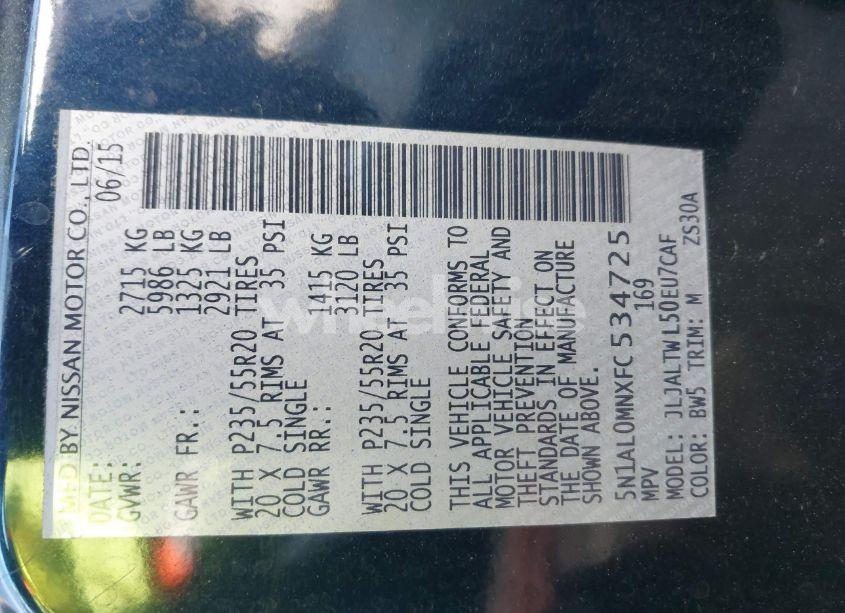 MFD BY NISSAN MOTOR CO., LTD.
DATE: 06/15
GVWR: 2715 KG
5986 LB
GAWR FR.: 1325 KG
2921 LB
WITH P235/55R20 TIRES
20 X 7.5 RIMS AT 35 PSI
COLD SINGLE
GAWR RR.: 1415 KG
3120 LB
WITH P235/55R20 TIRES
20 X 7.5 RIMS AT 35 PSI
COLD SINGLE
THIS VEHICLE CONFORMS TO
ALL APPLICABLE FEDERAL
MOTOR VEHICLE SAFETY AND
THEFT PREVENTION
STANDARDS IN EFFECT ON
THE DATE OF MANUFACTURE
SHOWN ABOVE.
5N1AL0MNXFC534725
MPV 169
MODEL: JLJALTWL50EU7CAF
COLOR: BW5 TRIM: M ZS30A